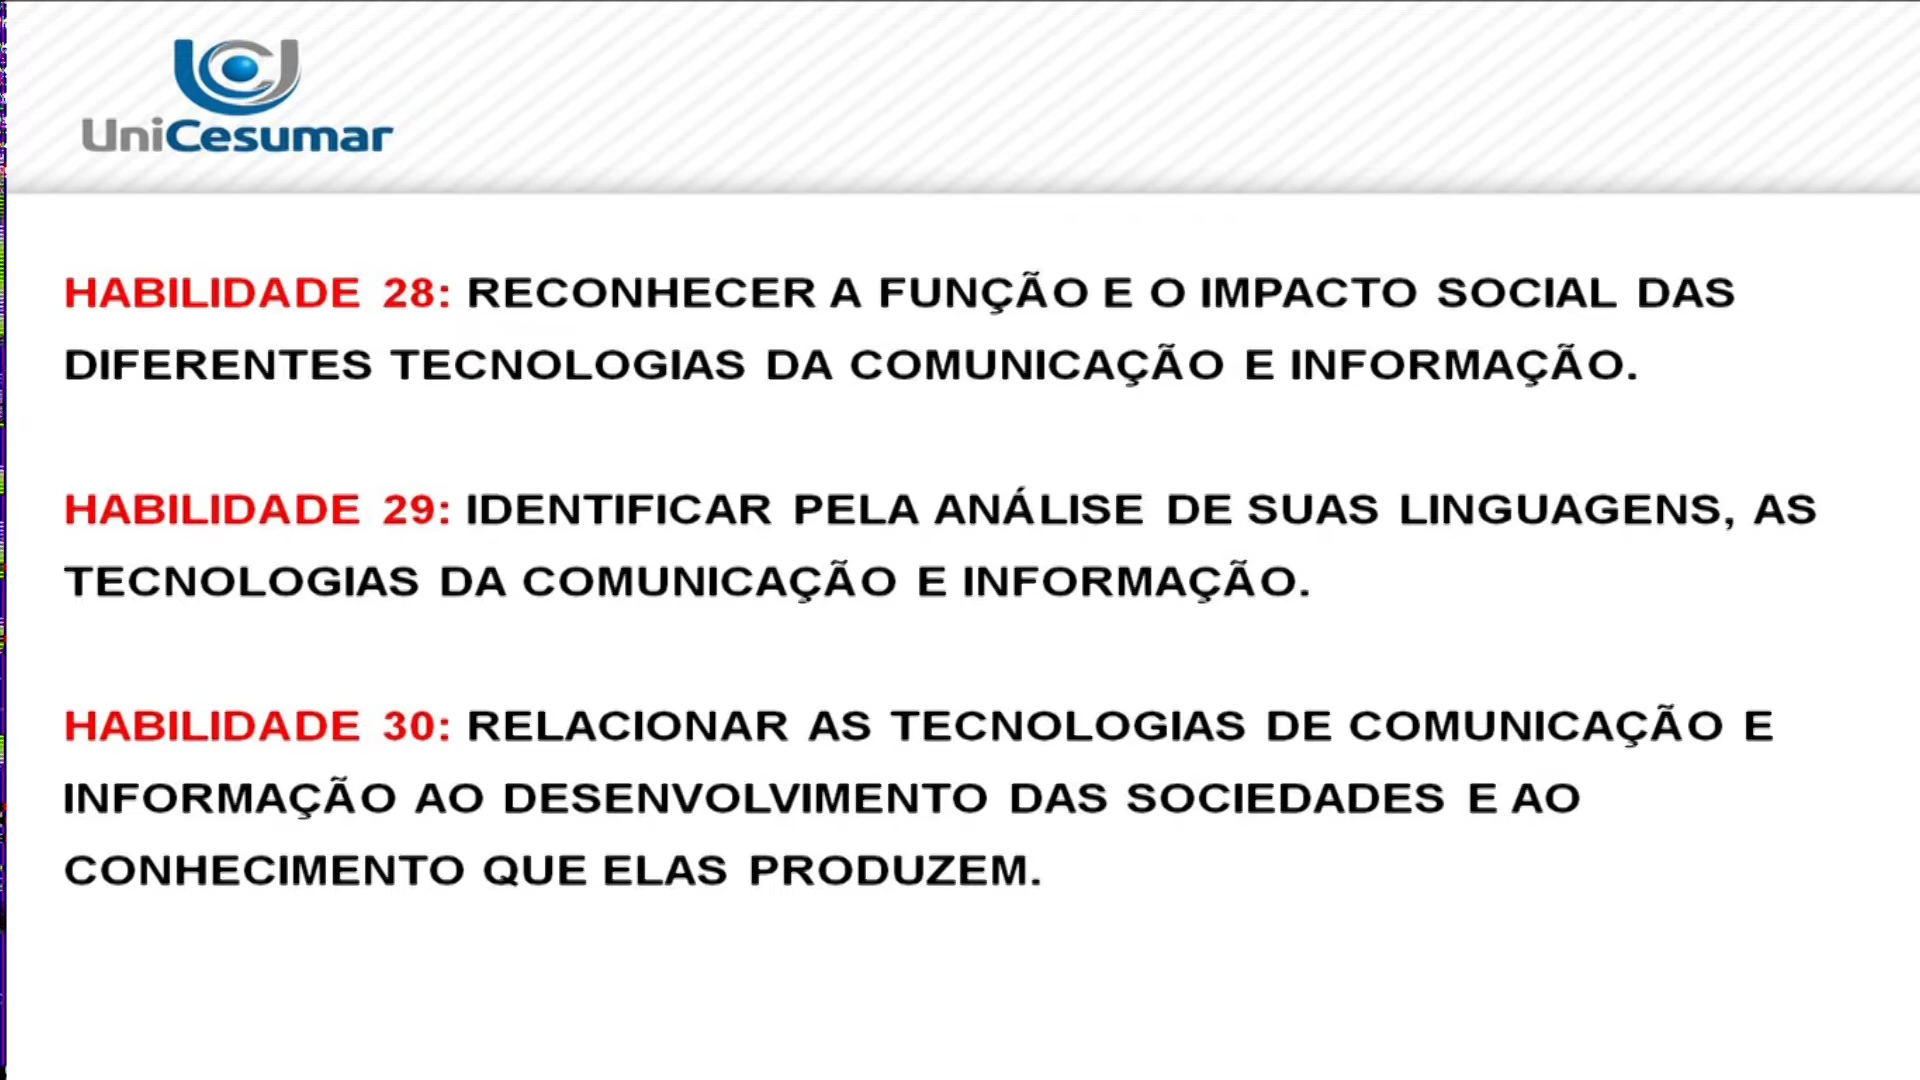 UniCesumar
HABILIDADE 28: RECONHECER A FUNÇÃO E O IMPACTO SOCIAL DAS
DIFERENTES TECNOLOGIAS DA COMUNICAÇÃO E INFORMAÇÃO.
HABILIDADE 29: IDENTIFICAR PELA ANÁLISE DE SUAS LINGUAGENS, AS
TECNOLOGIAS DA COMUNICAÇÃO E INFORMAÇÃO.
HABILIDADE 30: RELACIONAR AS TECNOLOGIAS DE COMUNICAÇÃO E
INFORMAÇÃO AO DESENVOLVIMENTO DAS SOCIEDADES E AO
CONHECIMENTO QUE ELAS PRODUZEM.